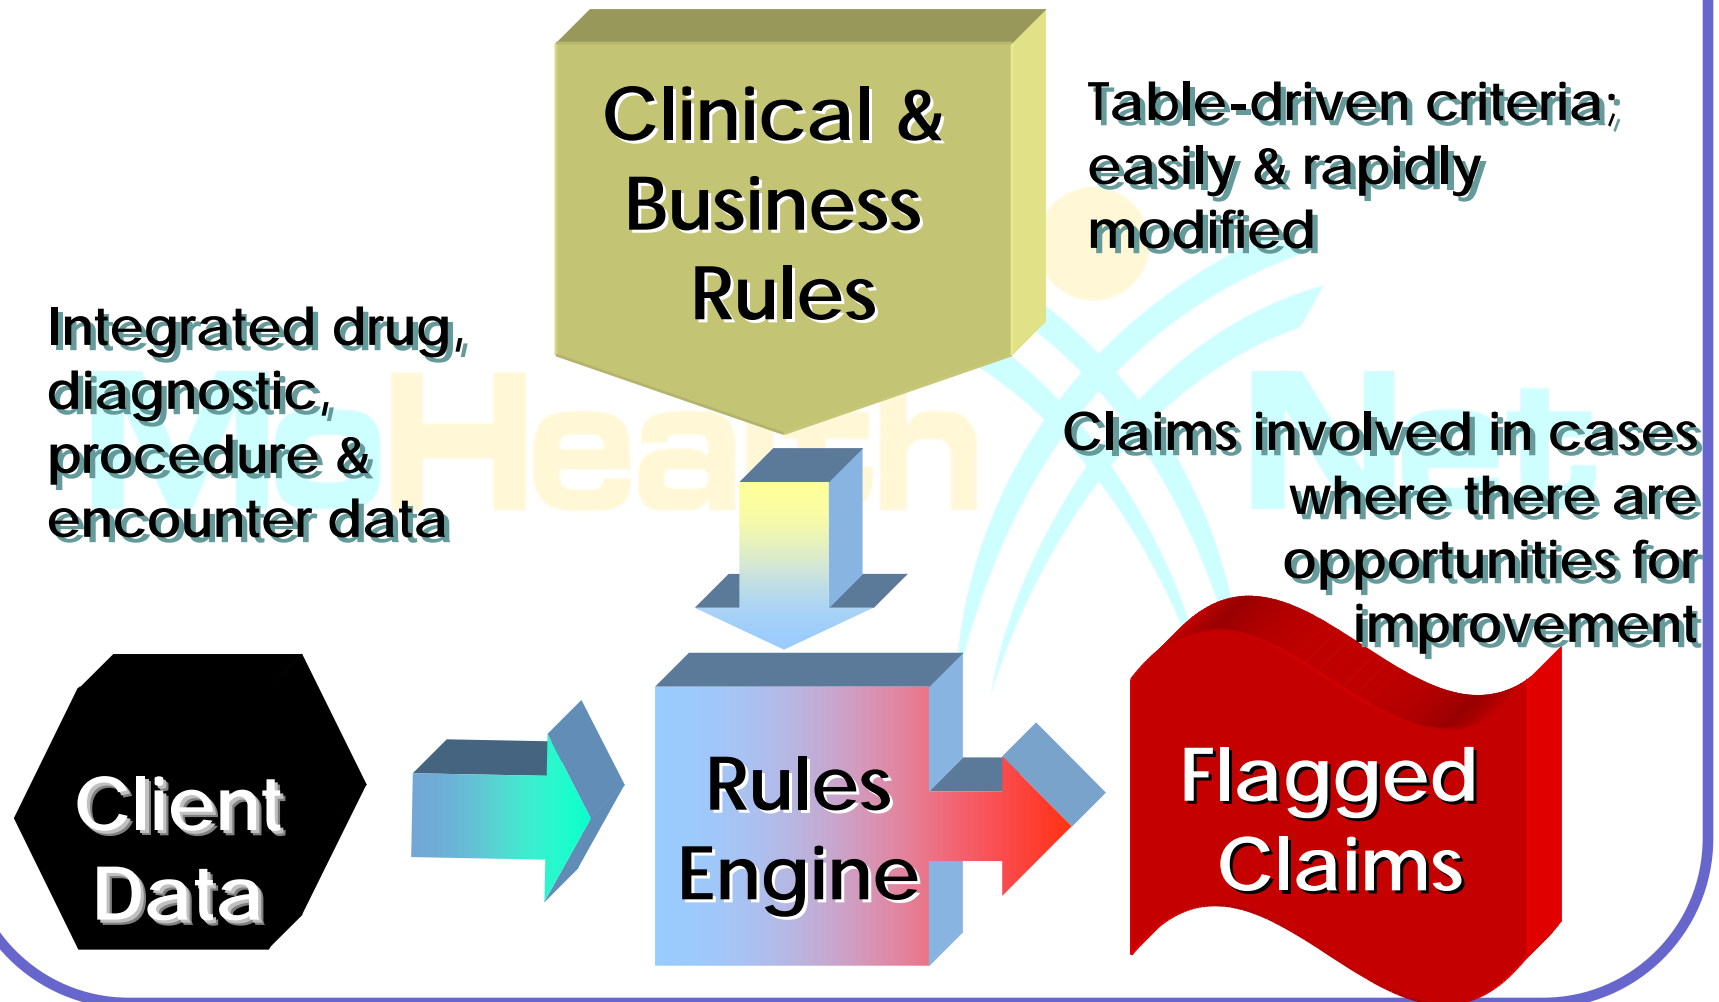 Clinical &
Business
Rules
Table-driven criteria;
easily & rapidly
modified
Integrated drug,
diagnostic,
procedure &
encounter data
Claims involved in cases
where there are
opportunities for
improvement
MoHealthNet
Client
Data
Rules
Engine
Flagged
Claims